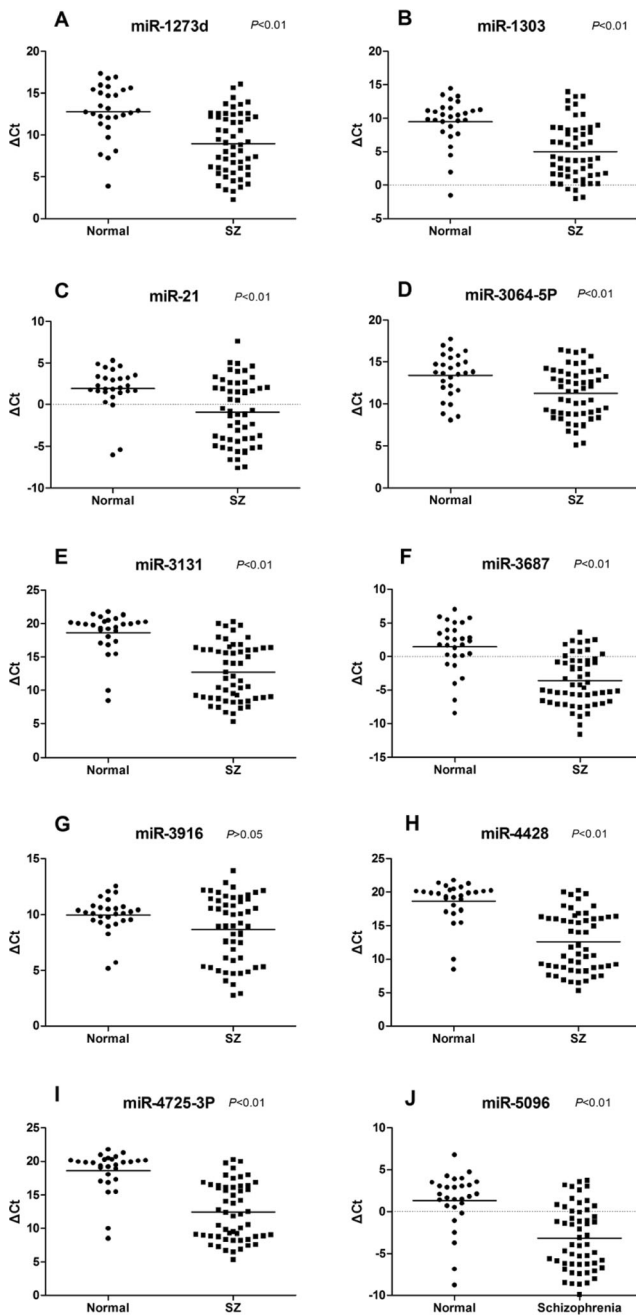 A miR-1273d P<0.01
20
15
10
5
0
ΔCt
Normal SZ
B miR-1303 P<0.01
20
15
10
5
0
-5
ΔCt
Normal SZ
C miR-21 P<0.01
10
5
0
-5
-10
ΔCt
Normal SZ
D miR-3064-5P P<0.01
20
15
10
5
0
ΔCt
Normal SZ
E miR-3131 P<0.01
25
20
15
10
5
0
ΔCt
Normal SZ
F miR-3687 P<0.01
10
5
0
-5
-10
-15
ΔCt
Normal SZ
G miR-3916 P>0.05
15
10
5
0
ΔCt
Normal SZ
H miR-4428 P<0.01
25
20
15
10
5
0
ΔCt
Normal SZ
I miR-4725-3P P<0.01
25
20
15
10
5
0
ΔCt
Normal SZ
J miR-5096 P<0.01
10
5
0
-5
-10
ΔCt
Normal Schizophrenia